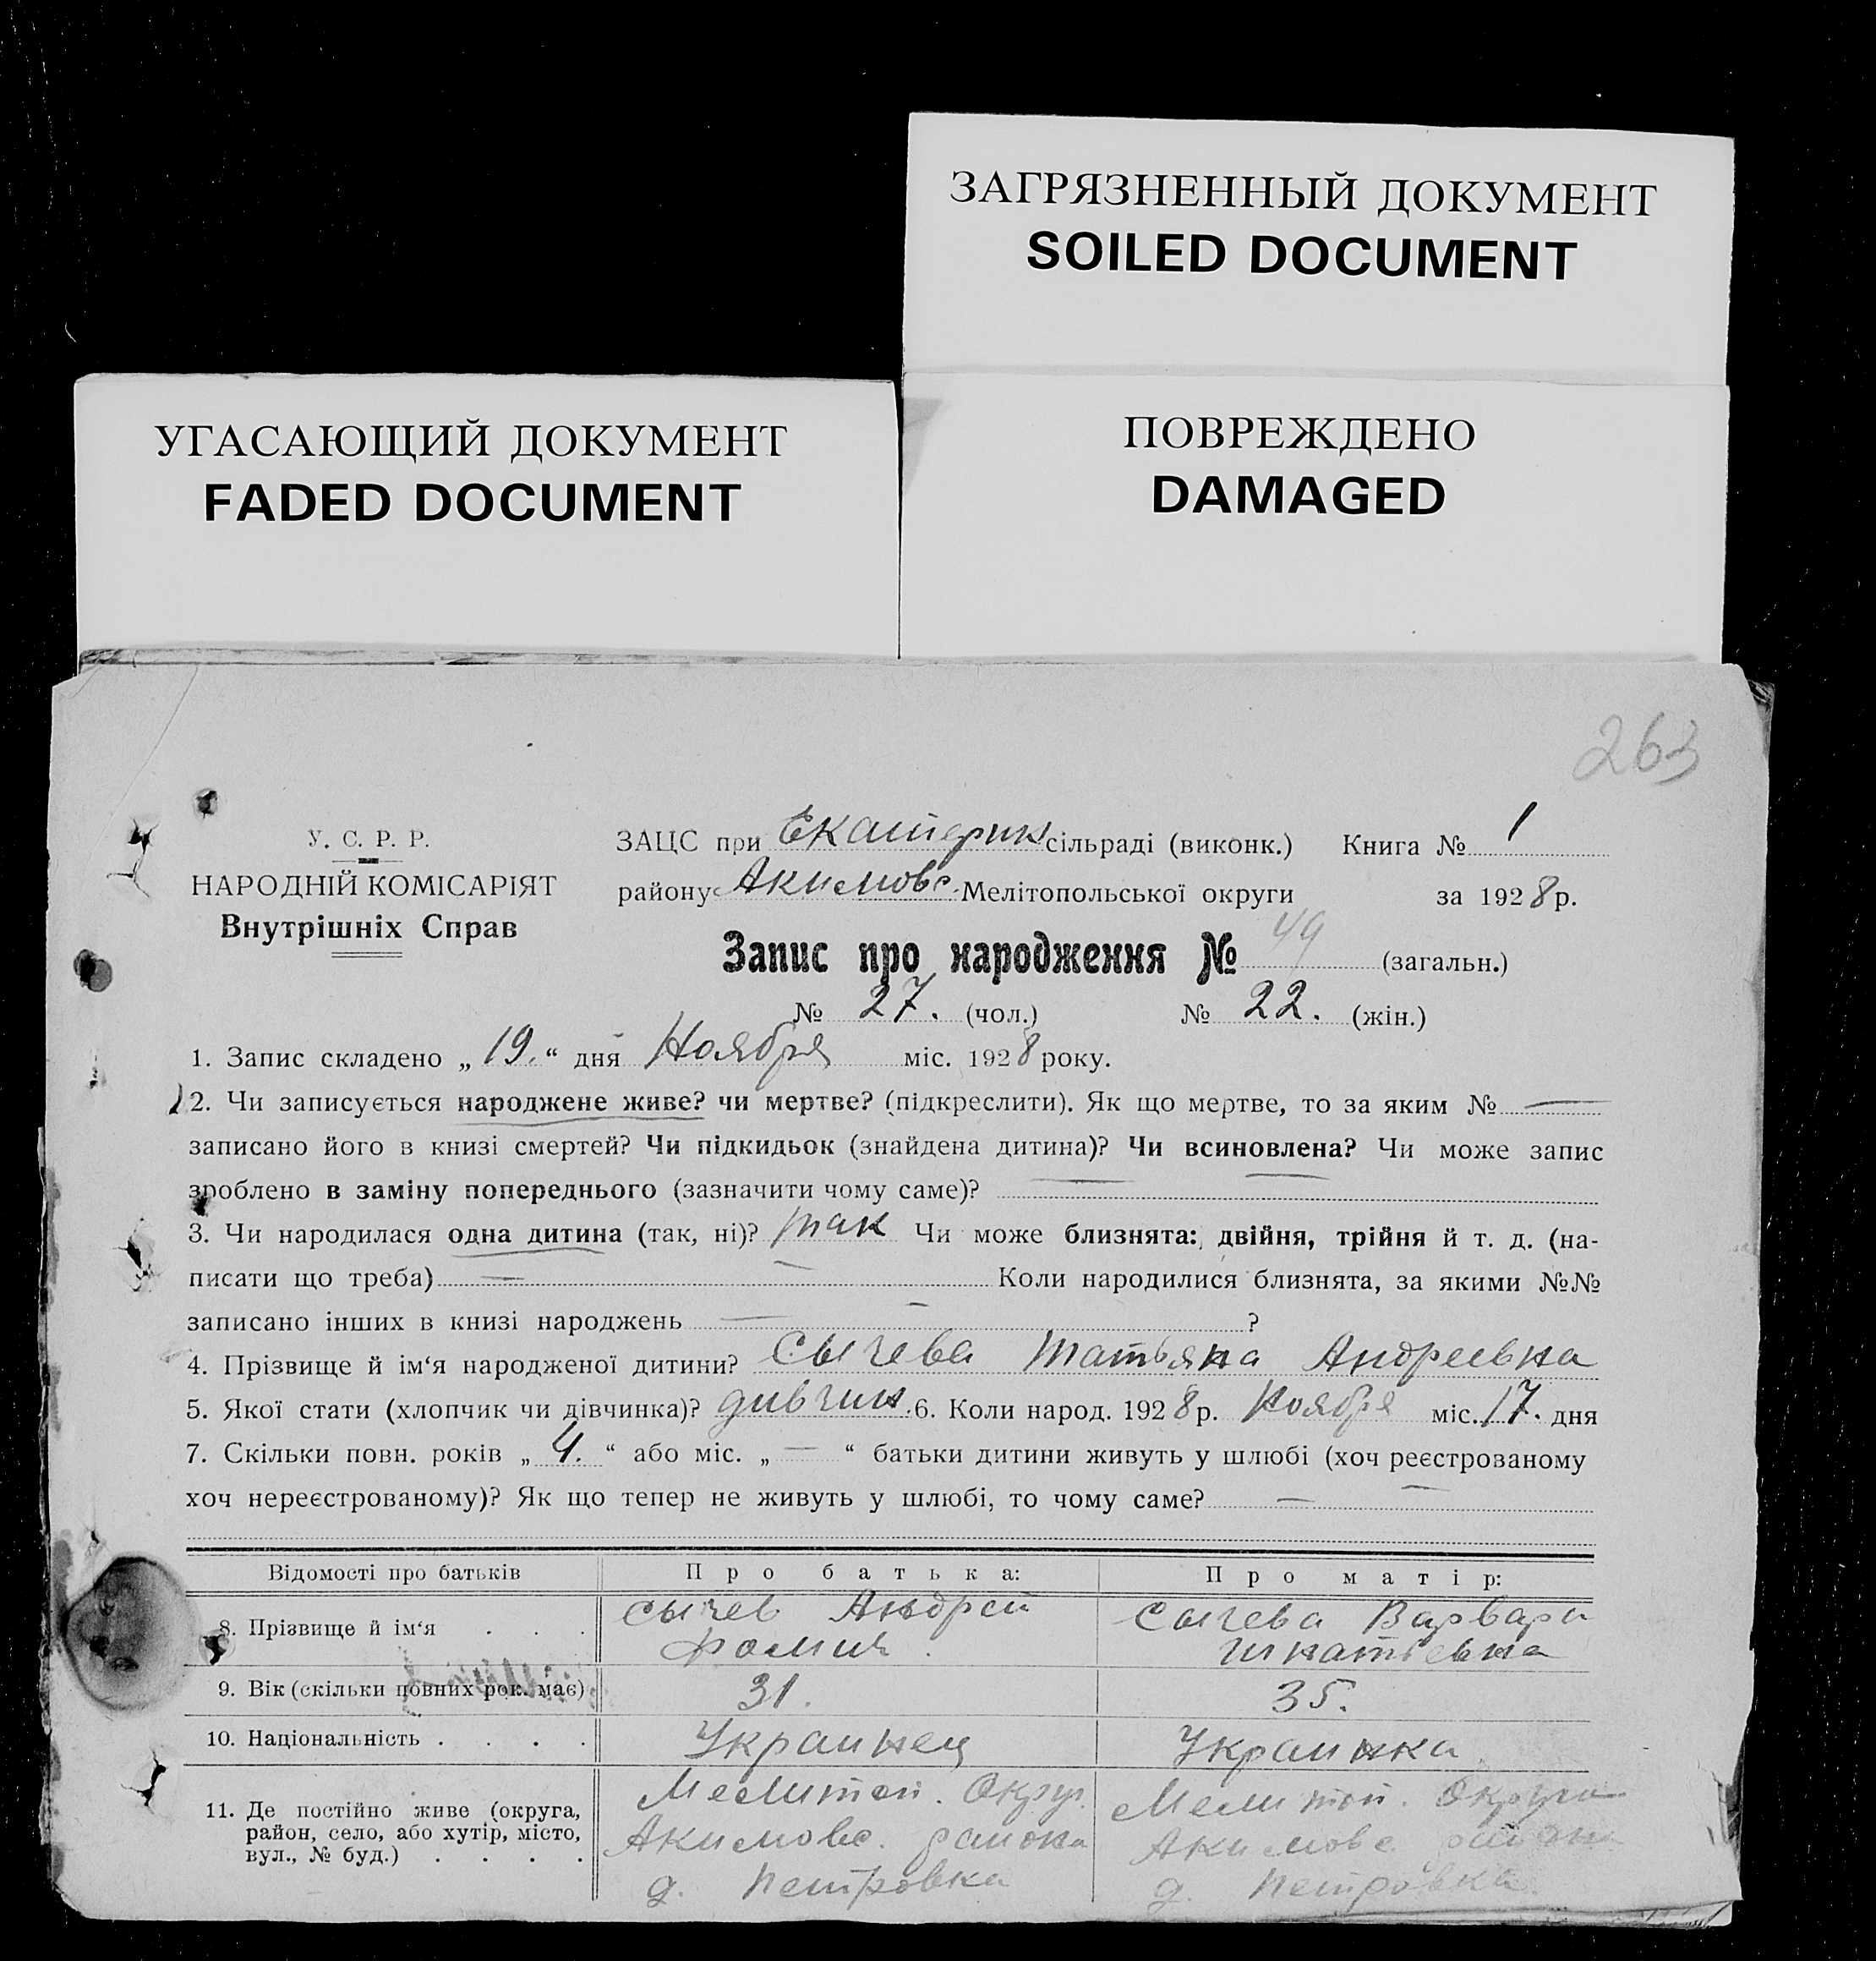 ЗАГРЯЗНЕННЫЙ ДОКУМЕНТ
SOILED DOCUMENT
УГАСАЮЩИЙ ДОКУМЕНТ
FADED DOCUMENT
ПОВРЕЖДЕНО
DAMAGED
263
У. С. Р. Р.
НАРОДНІЙ КОМІСАРІЯТ
Внутрішніх Справ
ЗАЦС при Екатерин сільраді (виконк.) Книга № 1
району Акимовс. Мелітопольської округи за 1928 р.
Запис про народження № 49 (загальн.)
№ 27. (чол.) № 22. (жін.)
1. Запис складено „19.“ дня Ноября міс. 1928 року.
2. Чи записується народжене живе? чи мертве? (підкреслити). Як що мертве, то за яким № —
записано його в книзі смертей? Чи підкидьок (знайдена дитина)? Чи всиновлена? Чи може запис
зроблено в заміну попереднього (зазначити чому саме)?
3. Чи народилася одна дитина (так, ні)? так Чи може близнята: двійня, трійня й т. д. (на-
писати що треба) — Коли народилися близнята, за якими №№
записано інших в книзі народжень — ?
4. Прізвище й ім‘я народженої дитини? Сычева Татьяна Андреевна
5. Якої стати (хлопчик чи дівчинка)? дивчин. 6. Коли народ. 1928 р. Ноября міс. 17. дня
7. Скільки повн. років „4.“ або міс. „—“ батьки дитини живуть у шлюбі (хоч реєстрованому
хоч нереєстрованому)? Як що тепер не живуть у шлюбі, то чому саме? —
Відомості про батьків Про батька: Про матір:
8. Прізвище й ім‘я . . . Сычев Андрей Сычева Варвара
Фомич. Игнатьевна
9. Вік (скільки повних рок. має) 31. 35.
10. Національність . . . . Украинец Украинка.
11. Де постійно живе (округа, Мелитоп. Округ. Мелитоп. Округа
район, село, або хутір, місто, Акимовс. района Акимовс района
вул., № буд.) . . . . д. Петровка д. Петровка.